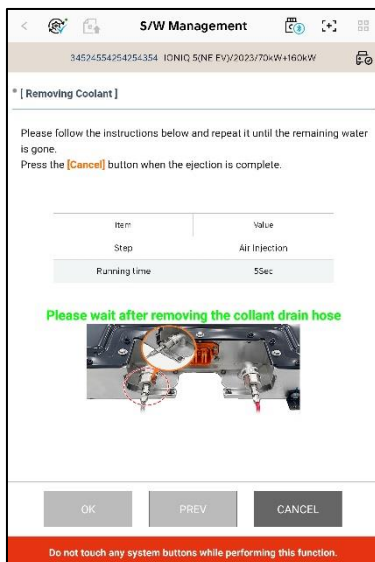 S/W Management
34524554254254354 IONIQ 5(NE EV)/2023/70kW+160kW
[ Removing Coolant ]
Please follow the instructions below and repeat it until the remaining water
is gone.
Press the [Cancel] button when the ejection is complete.
Item Value
Step Air Injection
Running time 5Sec
Please wait after removing the collant drain hose
OK PREV CANCEL
Do not touch any system buttons while performing this function.